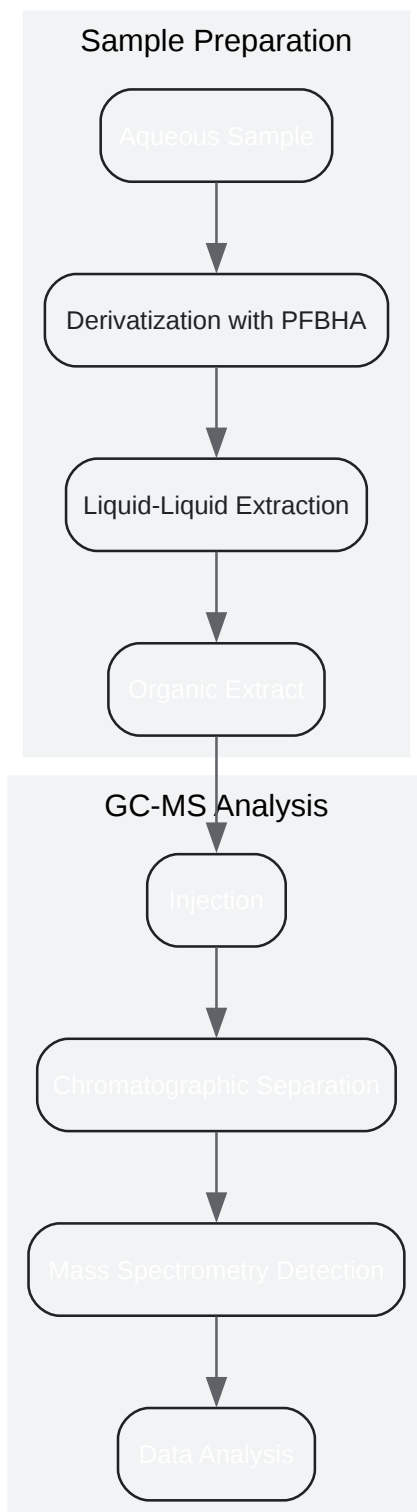 Sample Preparation
Aqueous Sample
Derivatization with PFBHA
Liquid-Liquid Extraction
Organic Extract
GC-MS Analysis
Injection
Chromatographic Separation
Mass Spectrometry Detection
Data Analysis